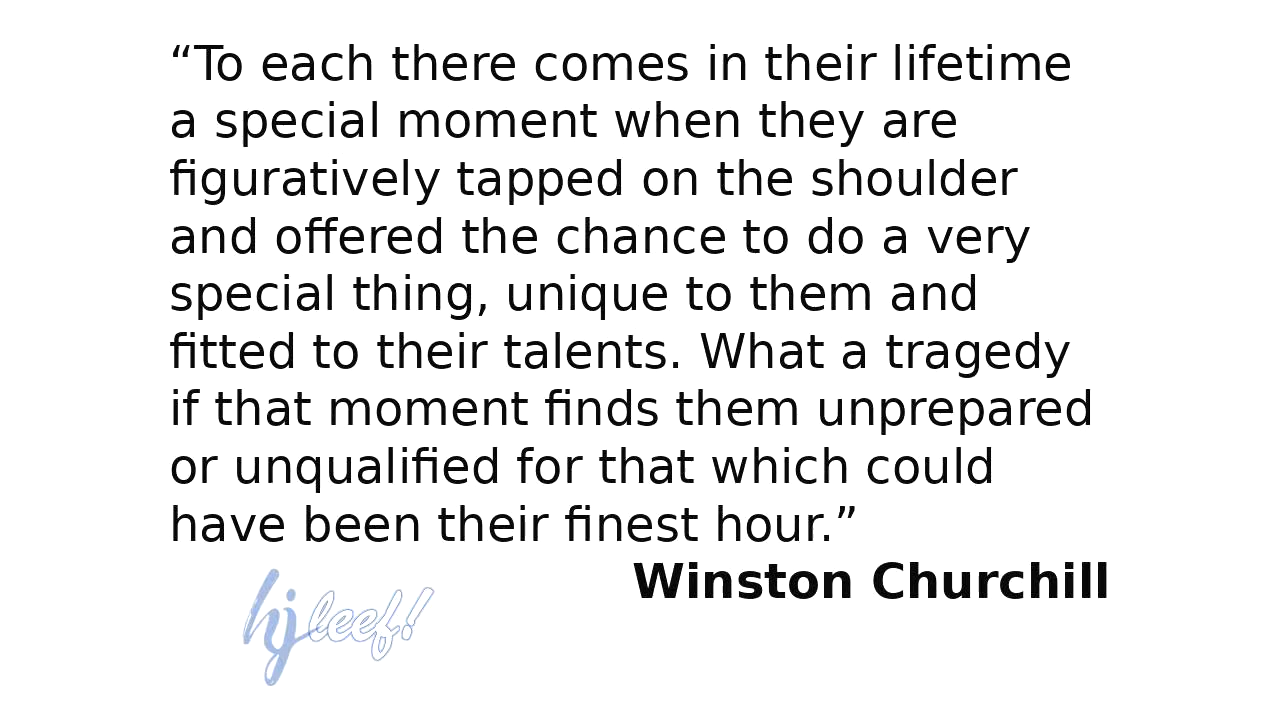 “To each there comes in their lifetime
a special moment when they are
figuratively tapped on the shoulder
and offered the chance to do a very
special thing, unique to them and
fitted to their talents. What a tragedy
if that moment finds them unprepared
or unqualified for that which could
have been their finest hour.”
Winston Churchill
hj leef!